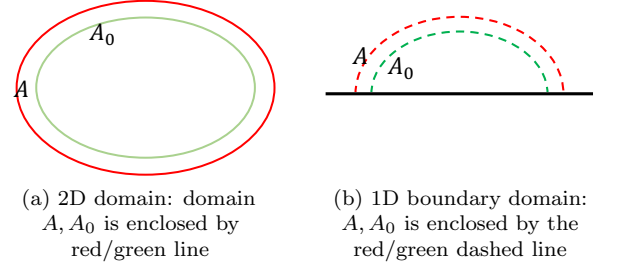 A₀
A
A
A₀
(a) 2D domain: domain
A, A₀ is enclosed by
red/green line
(b) 1D boundary domain:
A, A₀ is enclosed by the
red/green dashed line